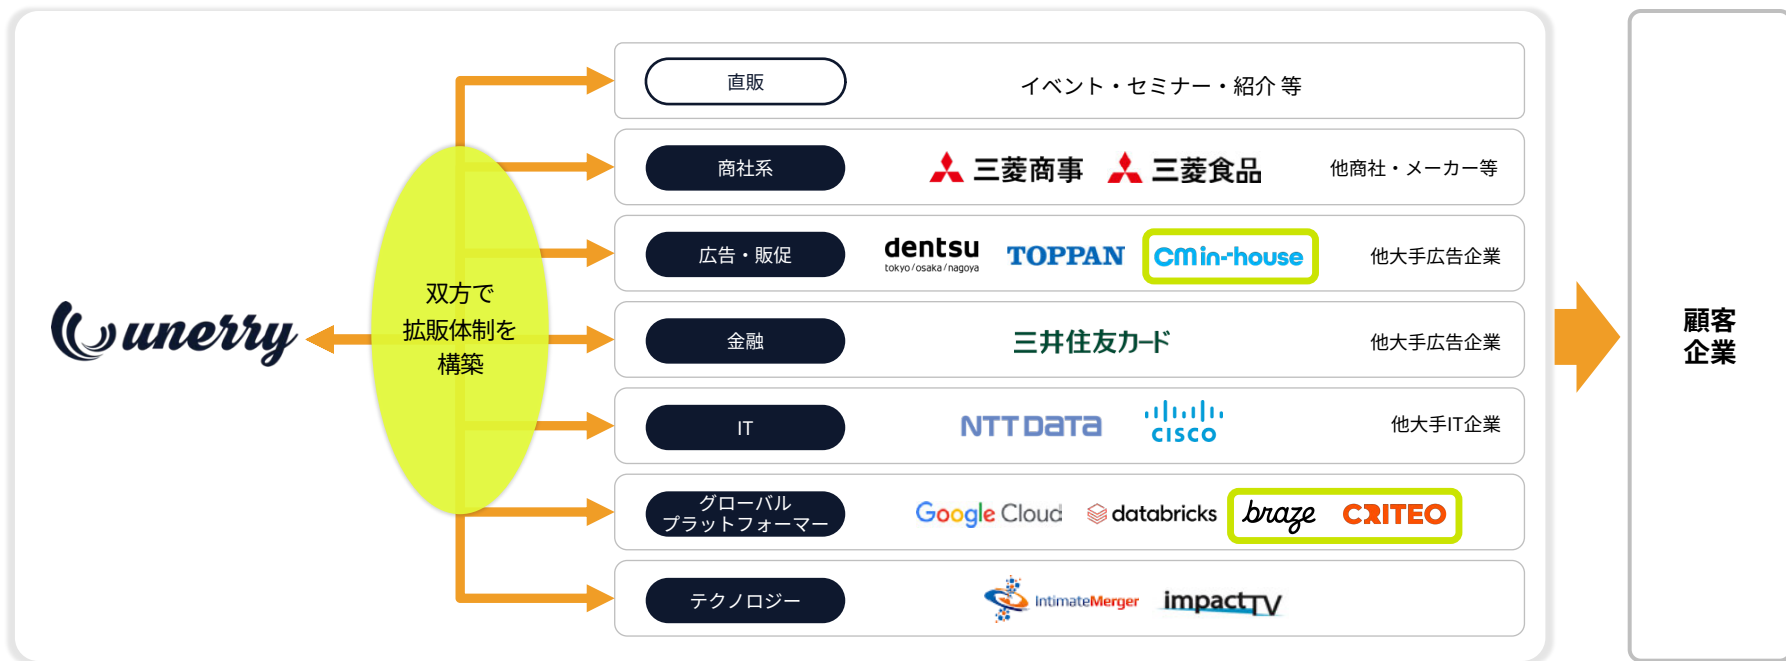 直販
イベント・セミナー・紹介 等
商社系
三菱商事
三菱食品
他商社・メーカー等
広告・販促
dentsu
tokyo/osaka/nagoya
TOPPAN
CMin-house
他大手広告企業
unerry
双方で
拡販体制を
構築
金融
三井住友カード
他大手広告企業
IT
NTT DATA
CISCO
他大手IT企業
グローバル
プラットフォーマー
Google Cloud
databricks
braze
CRITEO
テクノロジー
IntimateMerger
impactTV
顧客
企業